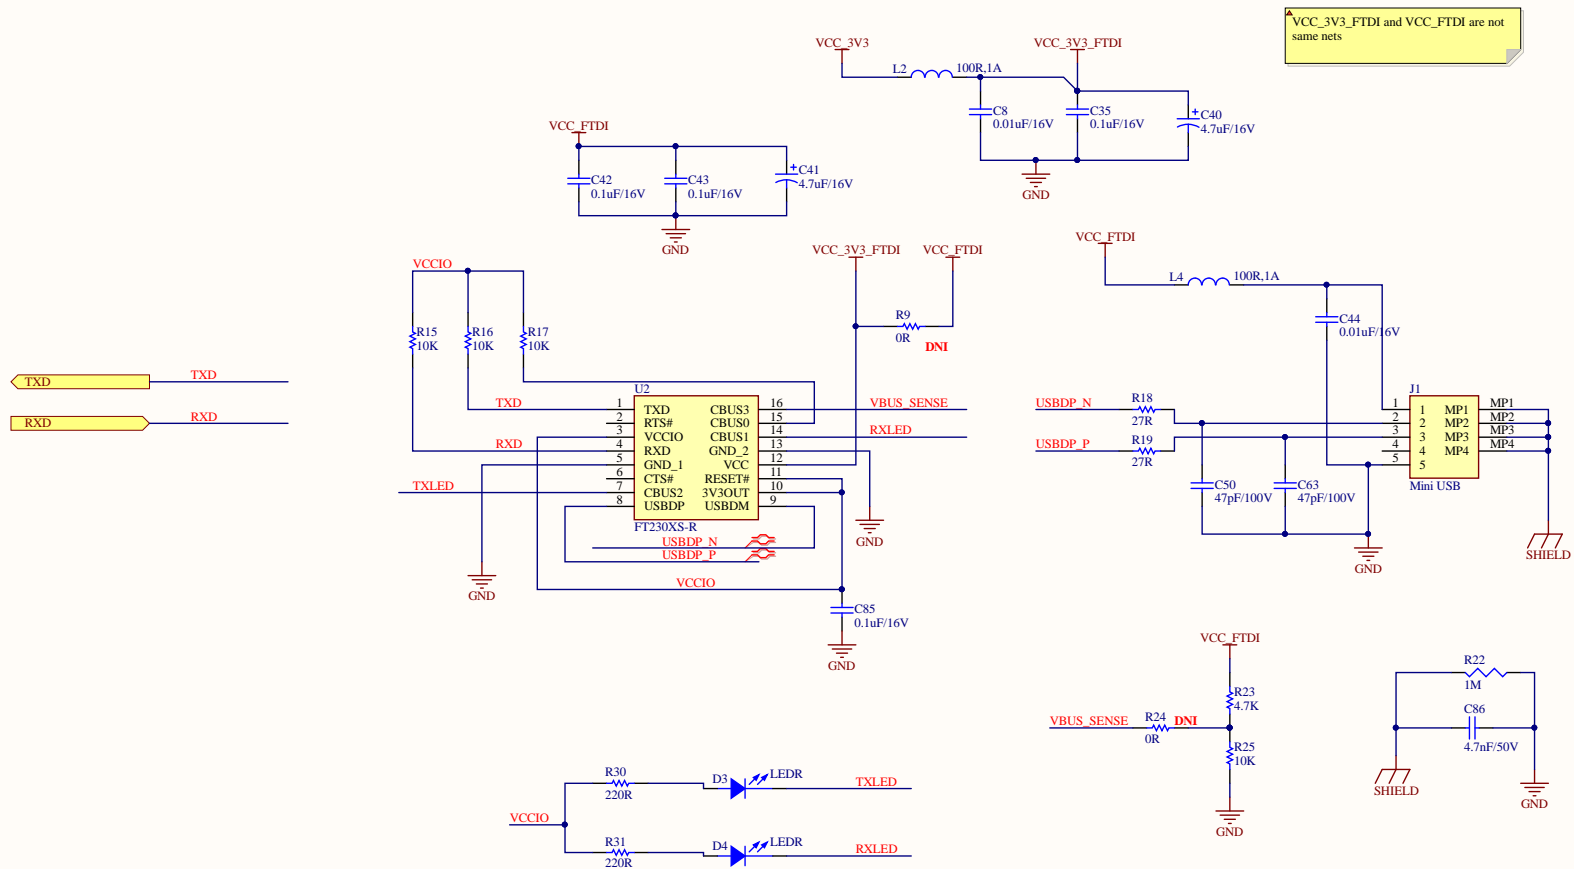 VCC_3V3_FTDI and VCC_FTDI are not
same nets
VCC_3V3
VCC_3V3_FTDI
L2
100R,1A
C8
0.01uF/16V
C35
0.1uF/16V
C40
4.7uF/16V
GND
VCC_FTDI
C42
0.1uF/16V
C43
0.1uF/16V
C41
4.7uF/16V
GND
VCC_3V3_FTDI
VCC_FTDI
R9
0R
DNI
VCC_FTDI
L4
100R,1A
C44
0.01uF/16V
VCCIO
R15
10K
R16
10K
R17
10K
TXD
TXD
RXD
RXD
U2
TXD
RXD
TXLED
1
2
3
4
5
6
7
8
TXD
RTS#
VCCIO
RXD
GND_1
CTS#
CBUS2
USBDP
CBUS3
CBUS0
CBUS1
GND_2
VCC
RESET#
3V3OUT
USBDM
16
15
14
13
12
11
10
9
FT230XS-R
VBUS_SENSE
RXLED
GND
USBDP_N
USBDP_P
VCCIO
GND
C85
0.1uF/16V
GND
USBDP_N
R18
27R
USBDP_P
R19
27R
C50
47pF/100V
C63
47pF/100V
GND
J1
1
2
3
4
5
1
2
3
4
5
MP1
MP2
MP3
MP4
MP1
MP2
MP3
MP4
Mini USB
SHIELD
VCC_FTDI
R23
4.7K
VBUS_SENSE
R24
DNI
0R
R25
10K
GND
R22
1M
C86
4.7nF/50V
SHIELD
GND
VCCIO
R30
220R
D3
LEDR
TXLED
R31
220R
D4
LEDR
RXLED